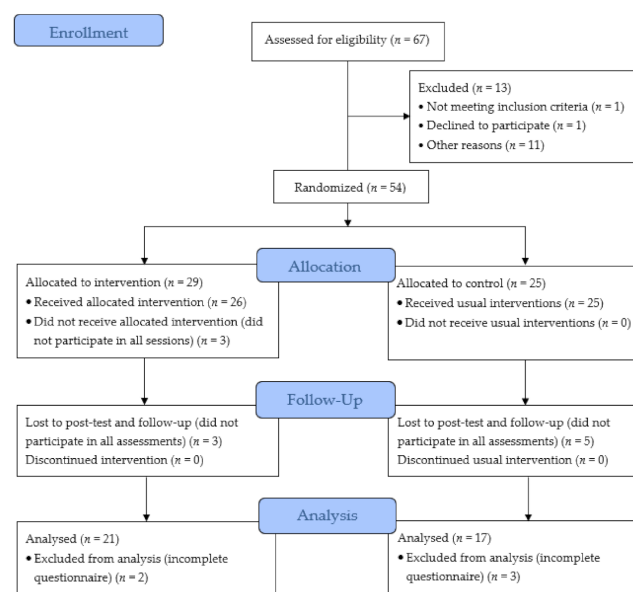 Enrollment
Assessed for eligibility (n = 67)
Excluded (n = 13)
• Not meeting inclusion criteria (n = 1)
• Declined to participate (n = 1)
• Other reasons (n = 11)
Randomized (n = 54)
Allocation
Allocated to intervention (n = 29)
• Received allocated intervention (n = 26)
• Did not receive allocated intervention (did
not participate in all sessions) (n = 3)
Allocated to control (n = 25)
• Received usual interventions (n = 25)
• Did not receive usual interventions (n = 0)
Follow-Up
Lost to post-test and follow-up (did not
participate in all assessments) (n = 3)
Discontinued intervention (n = 0)
Lost to post-test and follow-up (did not
participate in all assessments) (n = 5)
Discontinued usual intervention (n = 0)
Analysis
Analysed (n = 21)
• Excluded from analysis (incomplete
questionnaire) (n = 2)
Analysed (n = 17)
• Excluded from analysis (incomplete
questionnaire) (n = 3)